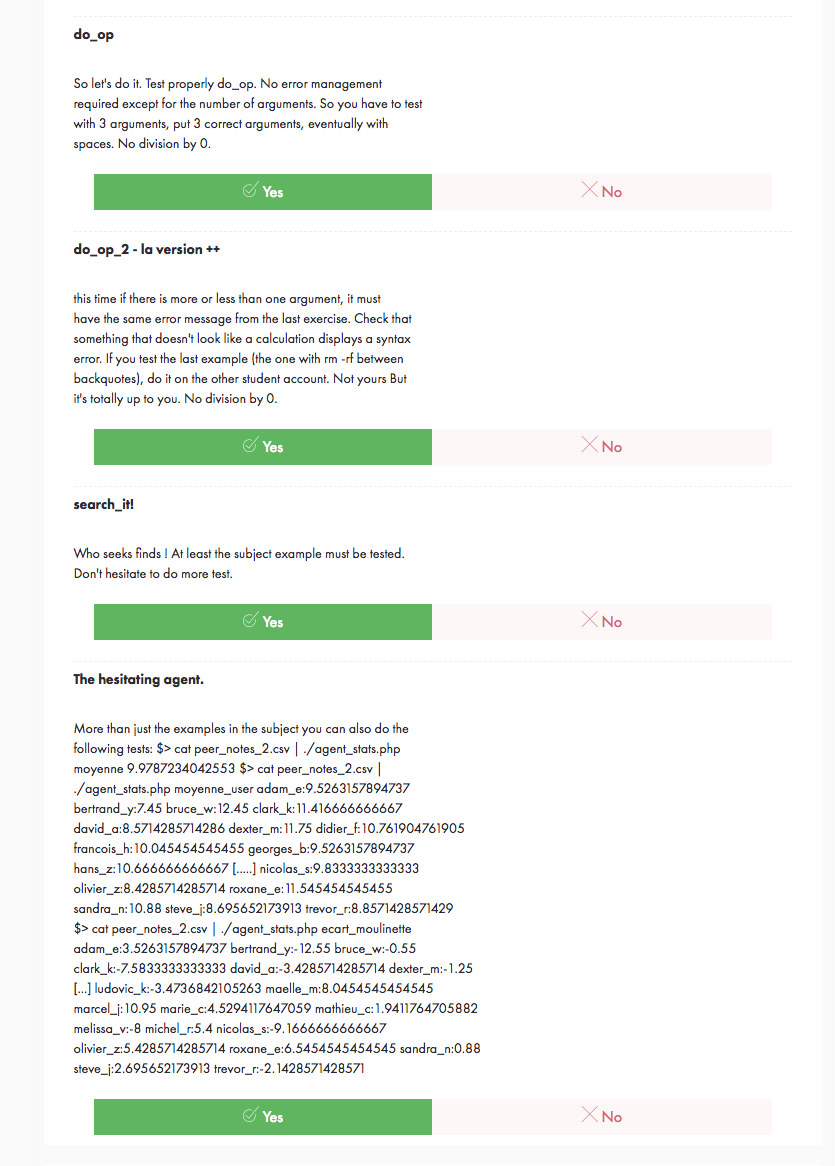 do_op
So let's do it. Test properly do_op. No error management
required except for the number of arguments. So you have to test
with 3 arguments, put 3 correct arguments, eventually with
spaces. No division by 0.
Yes
No
do_op_2 - la version ++
this time if there is more or less than one argument, it must
have the same error message from the last exercise. Check that
something that doesn't look like a calculation displays a syntax
error. If you test the last example (the one with rm -rf between
backquotes), do it on the other student account. Not yours But
it's totally up to you. No division by 0.
Yes
No
search_it!
Who seeks finds ! At least the subject example must be tested.
Don't hesitate to do more test.
Yes
No
The hesitating agent.
More than just the examples in the subject you can also do the
following tests: $> cat peer_notes_2.csv | ./agent_stats.php
moyenne 9.9787234042553 $> cat peer_notes_2.csv |
./agent_stats.php moyenne_user adam_e:9.5263157894737
bertrand_y:7.45 bruce_w:12.45 clark_k:11.416666666667
david_a:8.5714285714286 dexter_m:11.75 didier_f:10.761904761905
francois_h:10.045454545455 georges_b:9.5263157894737
hans_z:10.666666666667 [.....] nicolas_s:9.8333333333333
olivier_z:8.4285714285714 roxane_e:11.545454545455
sandra_n:10.88 steve_j:8.695652173913 trevor_r:8.8571428571429
$> cat peer_notes_2.csv | ./agent_stats.php ecart_moulinette
adam_e:3.5263157894737 bertrand_y:-12.55 bruce_w:-0.55
clark_k:-7.5833333333333 david_a:-3.4285714285714 dexter_m:-1.25
[...] ludovic_k:-3.4736842105263 maelle_m:8.0454545454545
marcel_j:10.95 marie_c:4.5294117647059 mathieu_c:1.9411764705882
melissa_v:-8 michel_r:5.4 nicolas_s:-9.1666666666667
olivier_z:5.4285714285714 roxane_e:6.5454545454545 sandra_n:0.88
steve_j:2.695652173913 trevor_r:-2.1428571428571
Yes
No